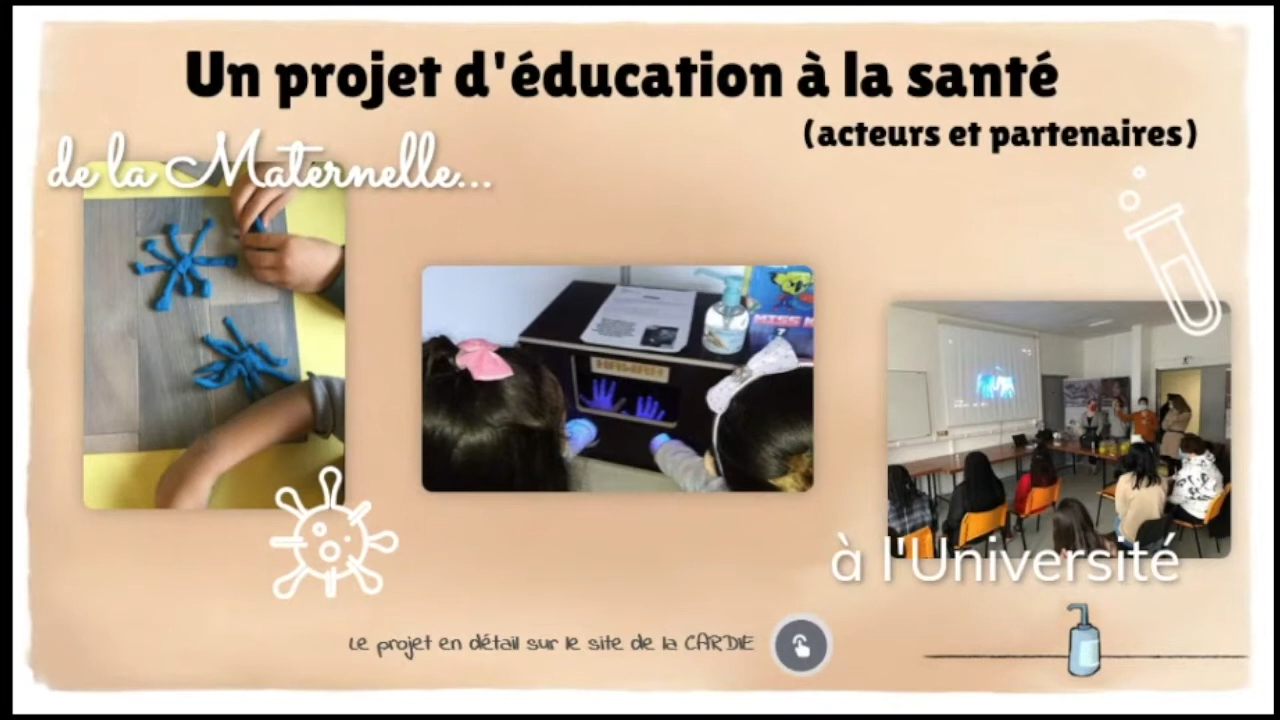 Un projet d'éducation à la santé
(acteurs et partenaires)
de la Maternelle...
MISS
à l'Université
Le projet en détail sur le site de la CARDIE